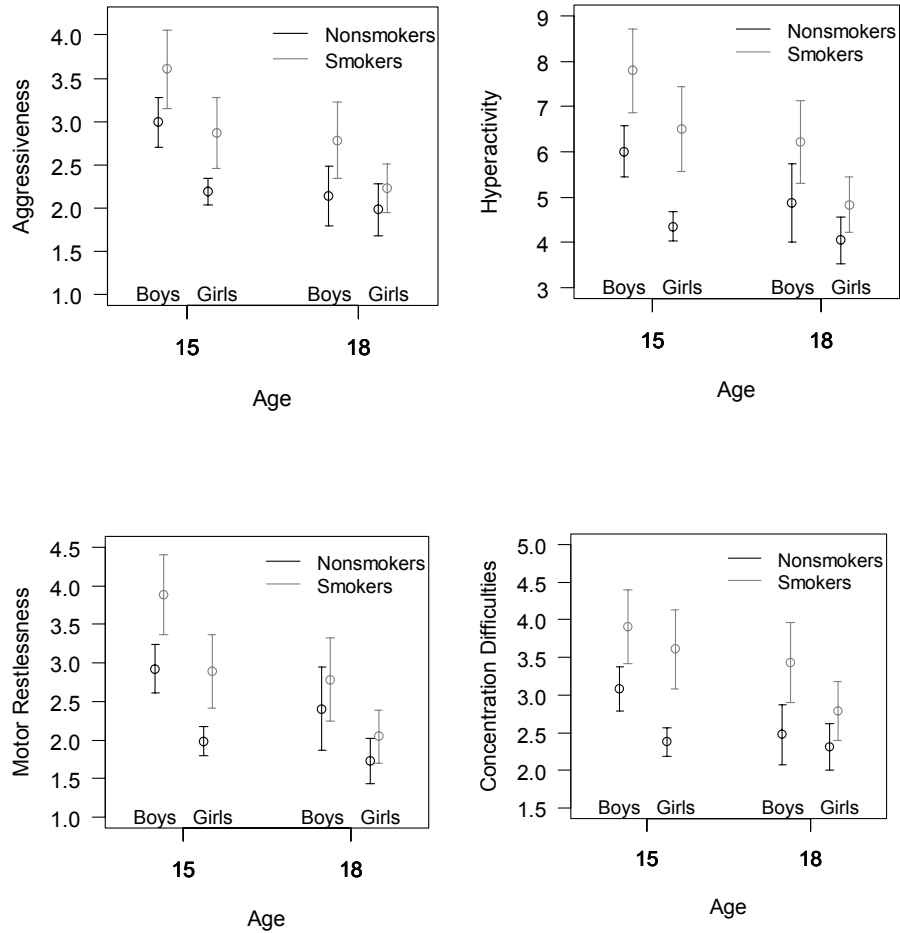 Aggressiveness
4.0
3.5
3.0
2.5
2.0
1.5
1.0
Nonsmokers
Smokers
Boys Girls Boys Girls
15 18
Age
Hyperactivity
9
8
7
6
5
4
3
Nonsmokers
Smokers
Boys Girls Boys Girls
15 18
Age
Motor Restlessness
4.5
4.0
3.5
3.0
2.5
2.0
1.5
1.0
Nonsmokers
Smokers
Boys Girls Boys Girls
15 18
Age
Concentration Difficulties
5.0
4.5
4.0
3.5
3.0
2.5
2.0
1.5
Nonsmokers
Smokers
Boys Girls Boys Girls
15 18
Age